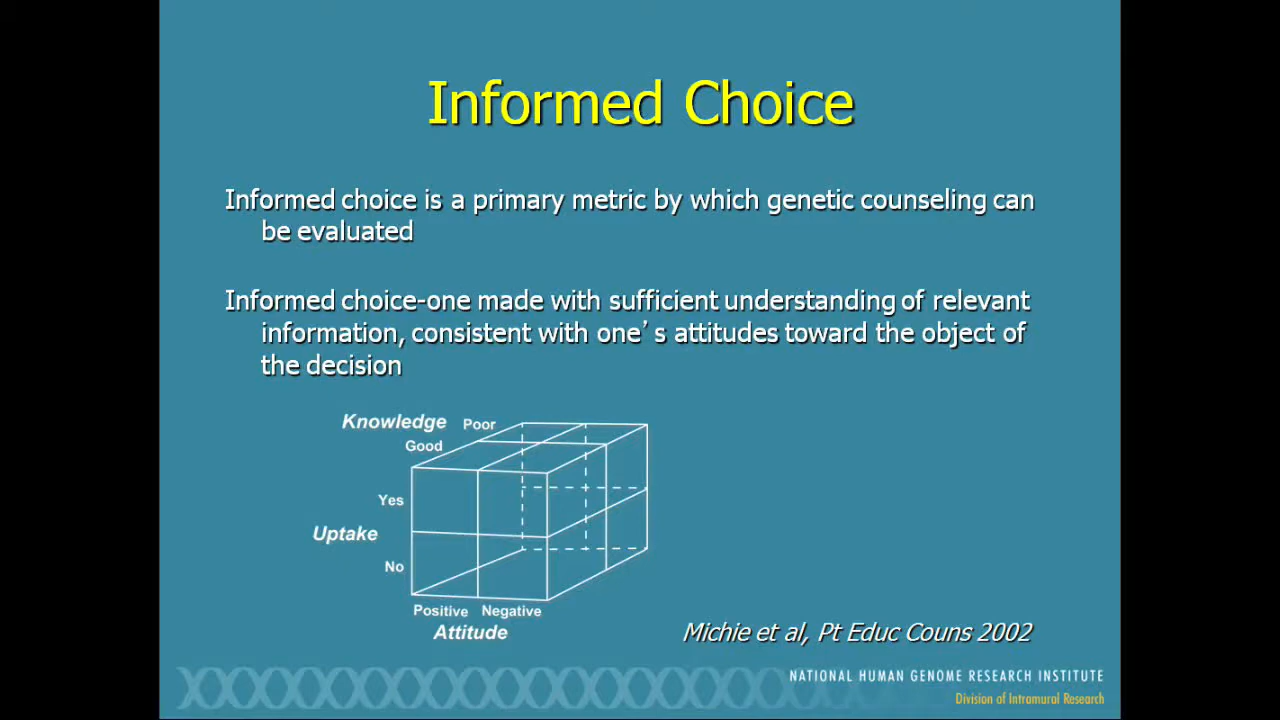 Informed Choice
Informed choice is a primary metric by which genetic counseling can
be evaluated
Informed choice-one made with sufficient understanding of relevant
information, consistent with one’ s attitudes toward the object of
the decision
Knowledge Poor
Good
Yes
Uptake
No
Positive Negative
Attitude
Michie et al, Pt Educ Couns 2002
NATIONAL HUMAN GENOME RESEARCH INSTITUTE
Division of Intramural Research